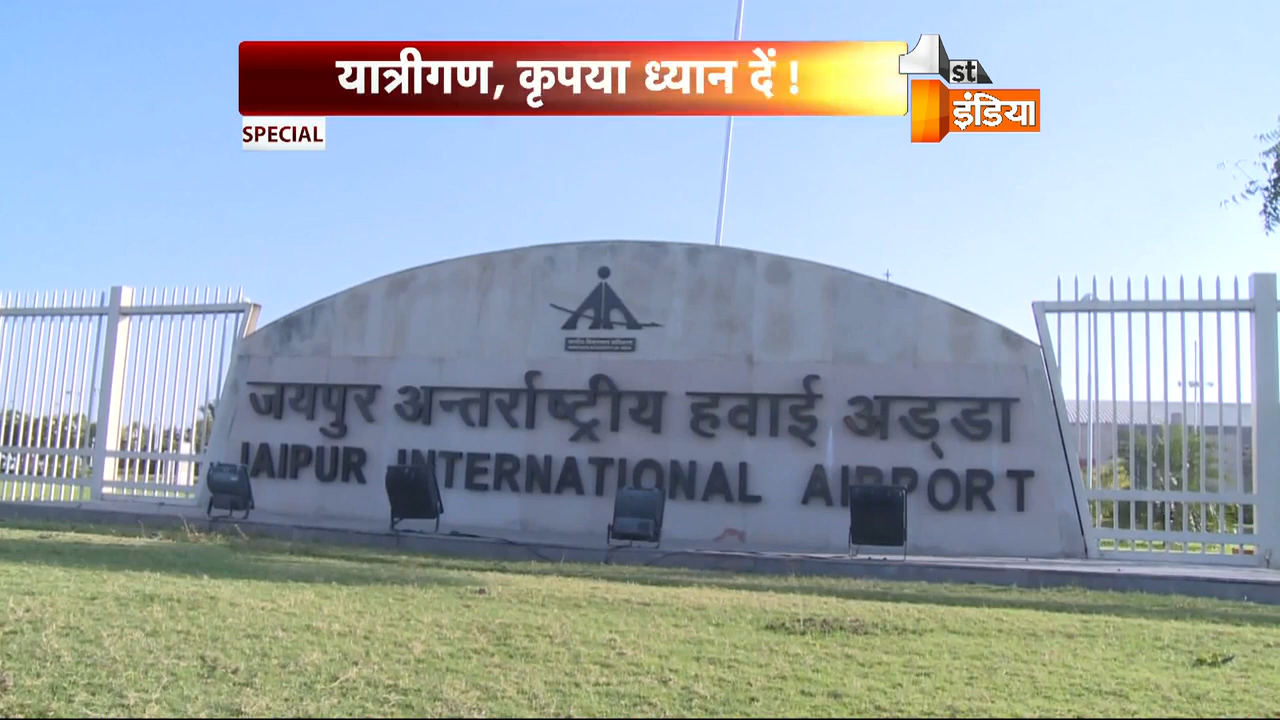 यात्रीगण, कृपया ध्यान दें !
1st
इंडिया
SPECIAL
जयपुर अन्तर्राष्ट्रीय हवाई अड्डा
JAIPUR INTERNATIONAL AIRPORT